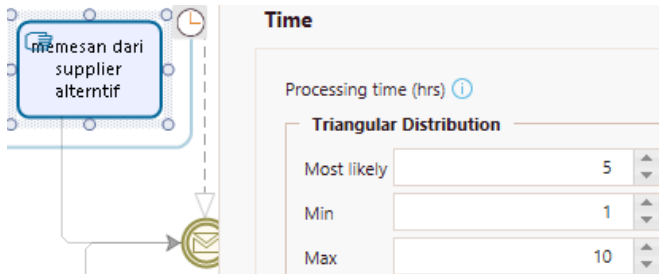 memesan dari
supplier
alterntif
Time
Processing time (hrs)
Triangular Distribution
Most likely 5
Min 1
Max 10